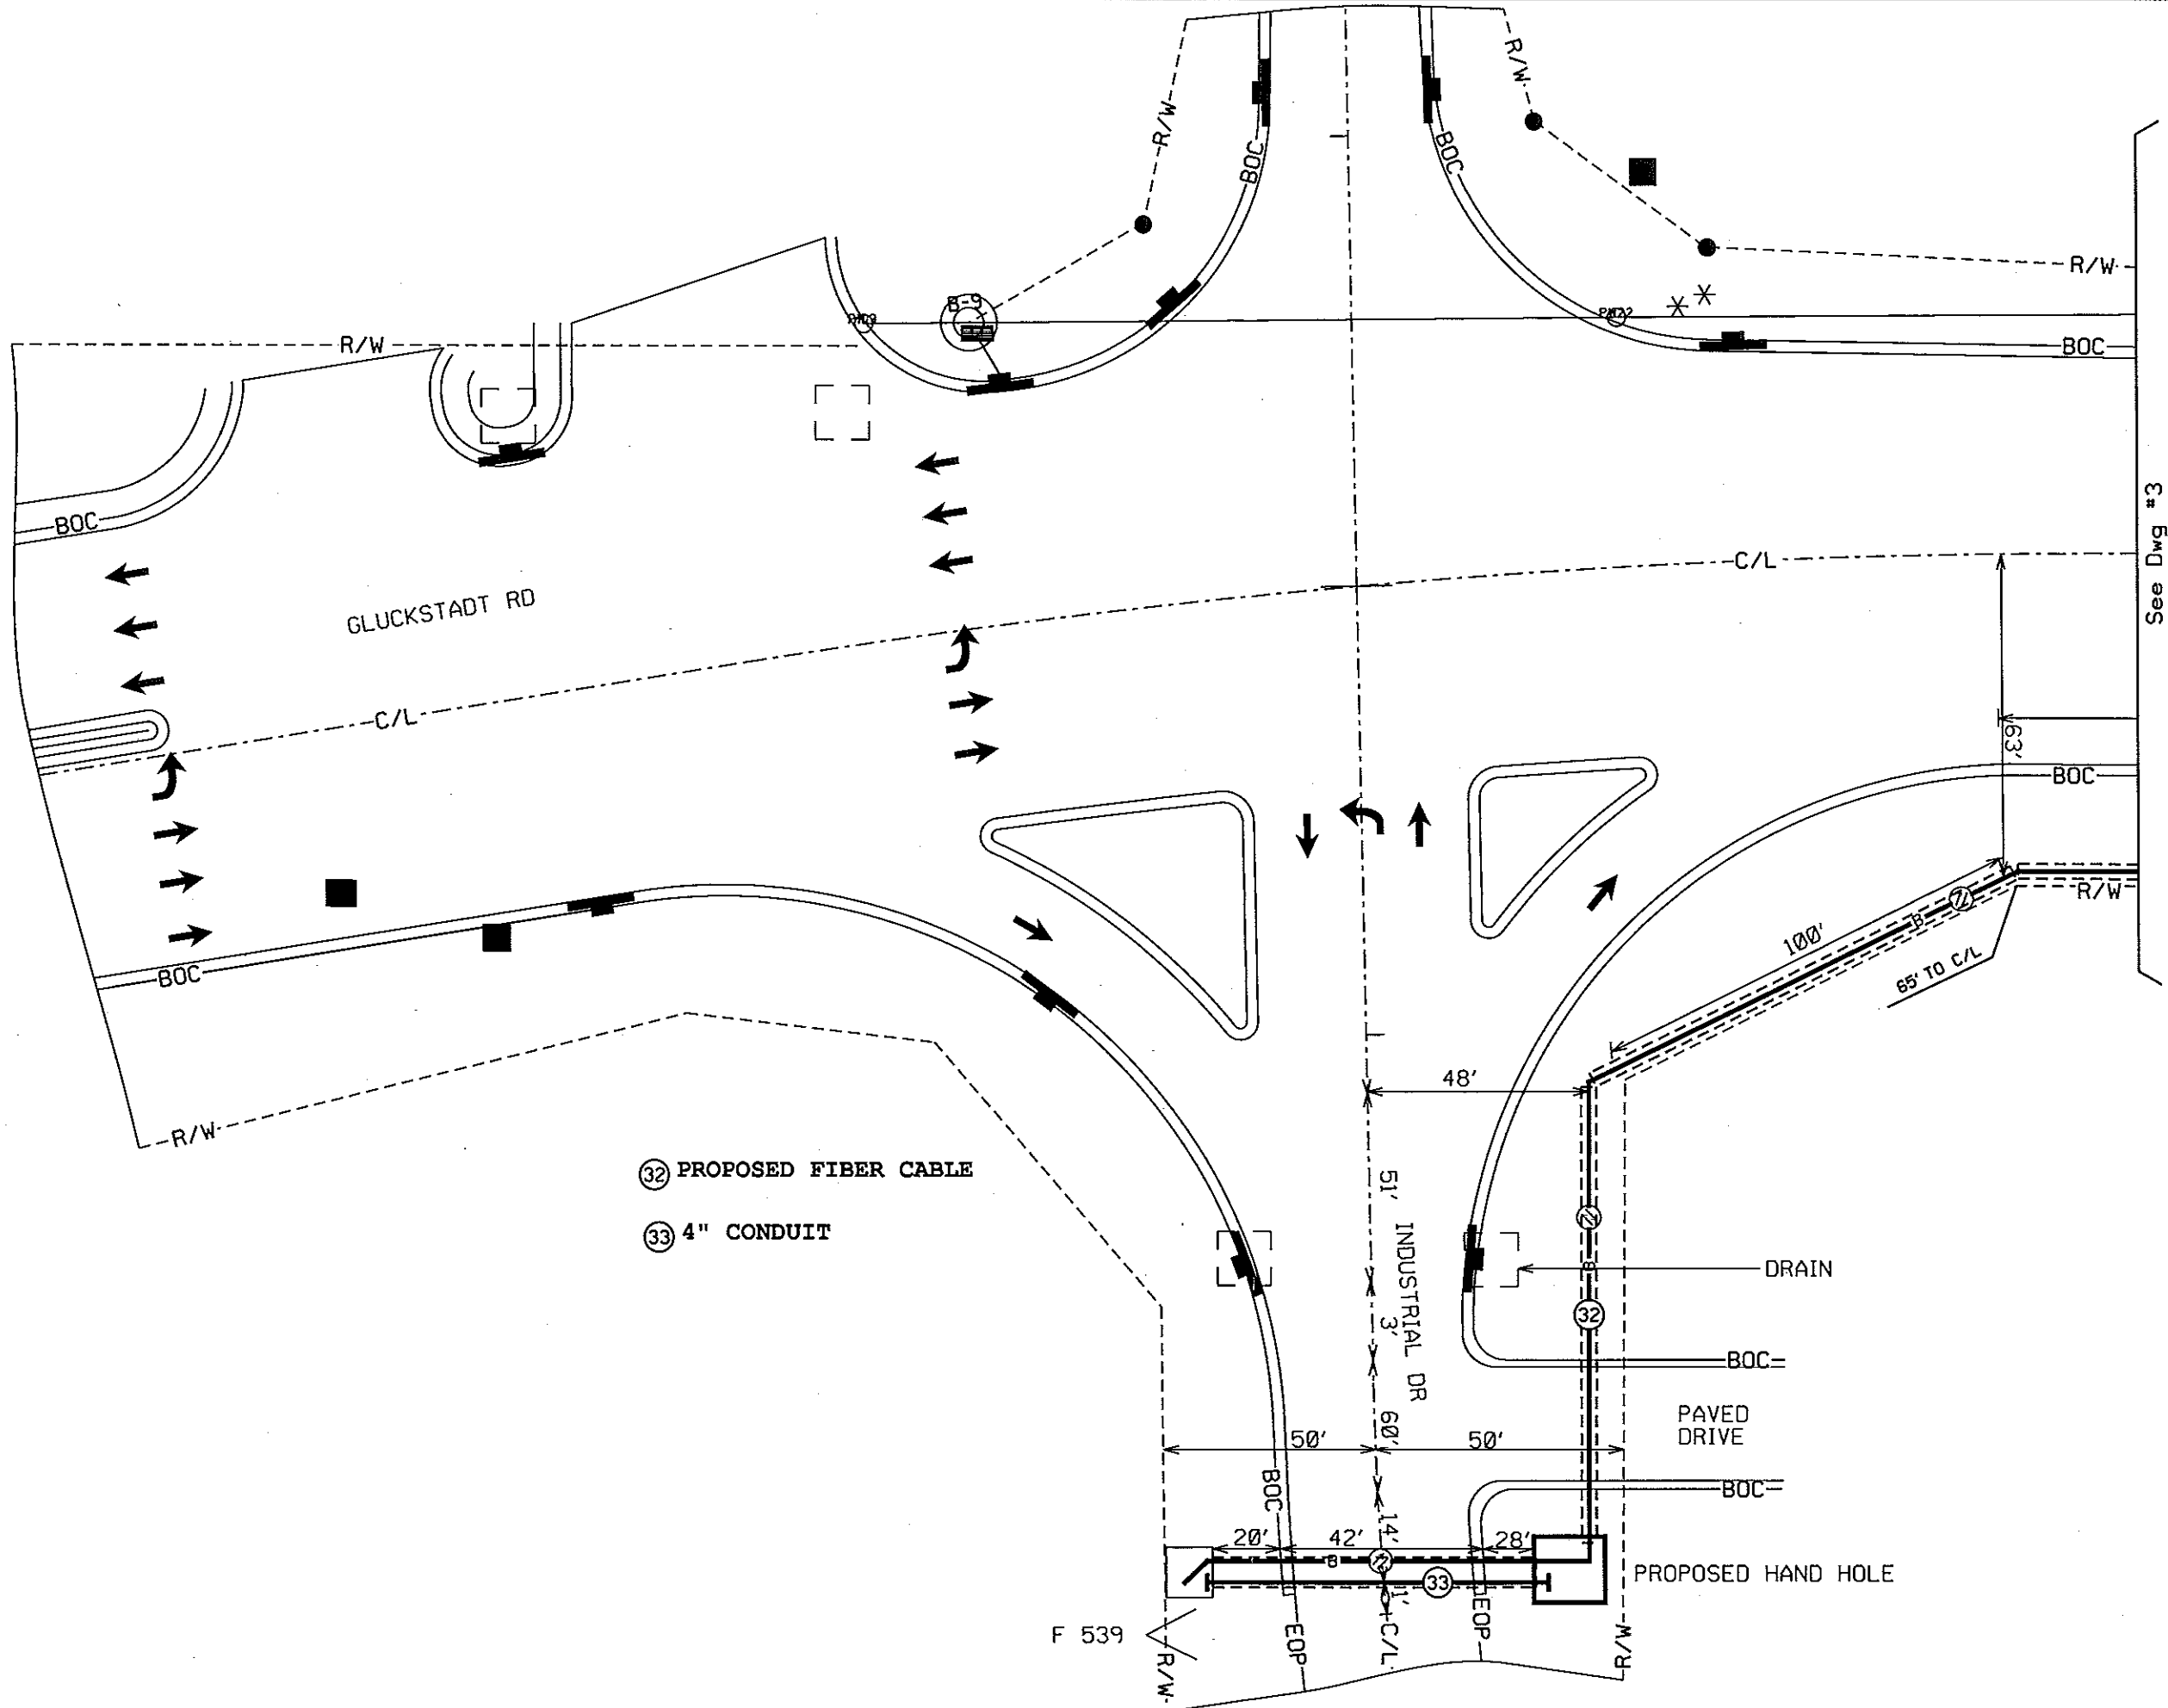 R/W
R/W
BOC
BOC
R/W
B-9
R/W
BOC
BOC
See Dwg #3
C/L
GLUCKSTADT RD
C/L
63'
BOC
R/W
100'
65' TO C/L
BOC
48'
R/W
32 PROPOSED FIBER CABLE
33 4" CONDUIT
51'
INDUSTRIAL DR
B
B
DRAIN
32
3'
BOC
PAVED
DRIVE
60'
50'
50'
BOC
BOC
14'
20'
42'
28'
B
33
PROPOSED HAND HOLE
1'
EOP
EOP
C/L
F 539
R/W
R/W